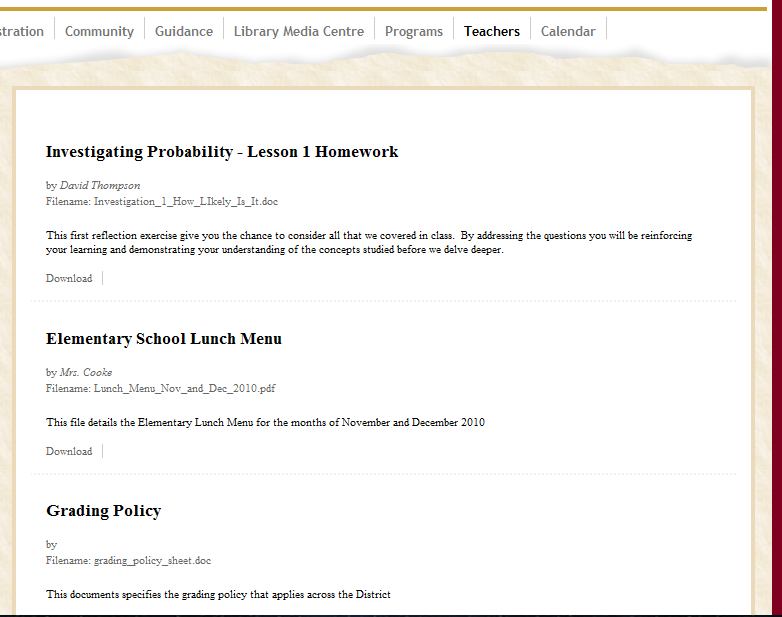 stration Community Guidance Library Media Centre Programs Teachers Calendar
Investigating Probability - Lesson 1 Homework
by David Thompson
Filename: Investigation_1_How_LIkely_Is_It.doc
This first reflection exercise give you the chance to consider all that we covered in class.  By addressing the questions you will be reinforcing
your learning and demonstrating your understanding of the concepts studied before we delve deeper.
Download
Elementary School Lunch Menu
by Mrs. Cooke
Filename: Lunch_Menu_Nov_and_Dec_2010.pdf
This file details the Elementary Lunch Menu for the months of November and December 2010
Download
Grading Policy
by
Filename: grading_policy_sheet.doc
This documents specifies the grading policy that applies across the District